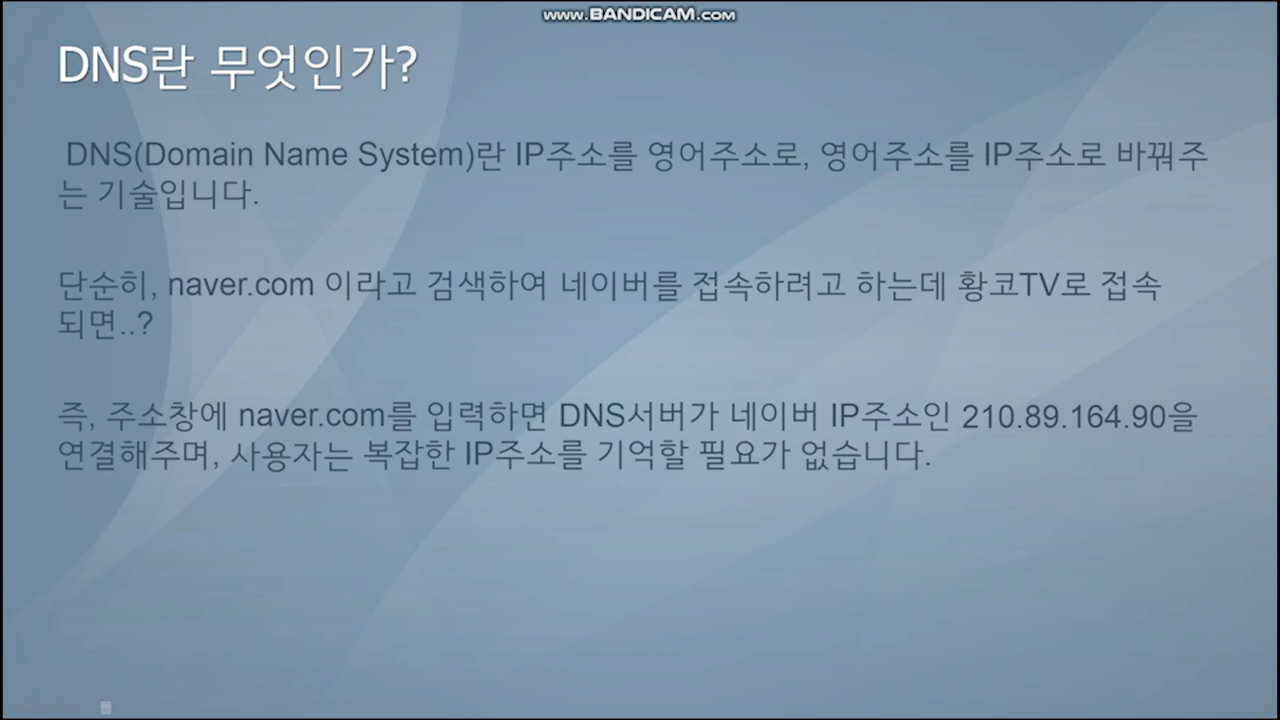 www.BANDICAM.com
DNS란 무엇인가?
DNS(Domain Name System)란 IP주소를 영어주소로, 영어주소를 IP주소로 바꿔주
는 기술입니다.
단순히, naver.com 이라고 검색하여 네이버를 접속하려고 하는데 황코TV로 접속
되면..?
즉, 주소창에 naver.com를 입력하면 DNS서버가 네이버 IP주소인 210.89.164.90을
연결해주며, 사용자는 복잡한 IP주소를 기억할 필요가 없습니다.